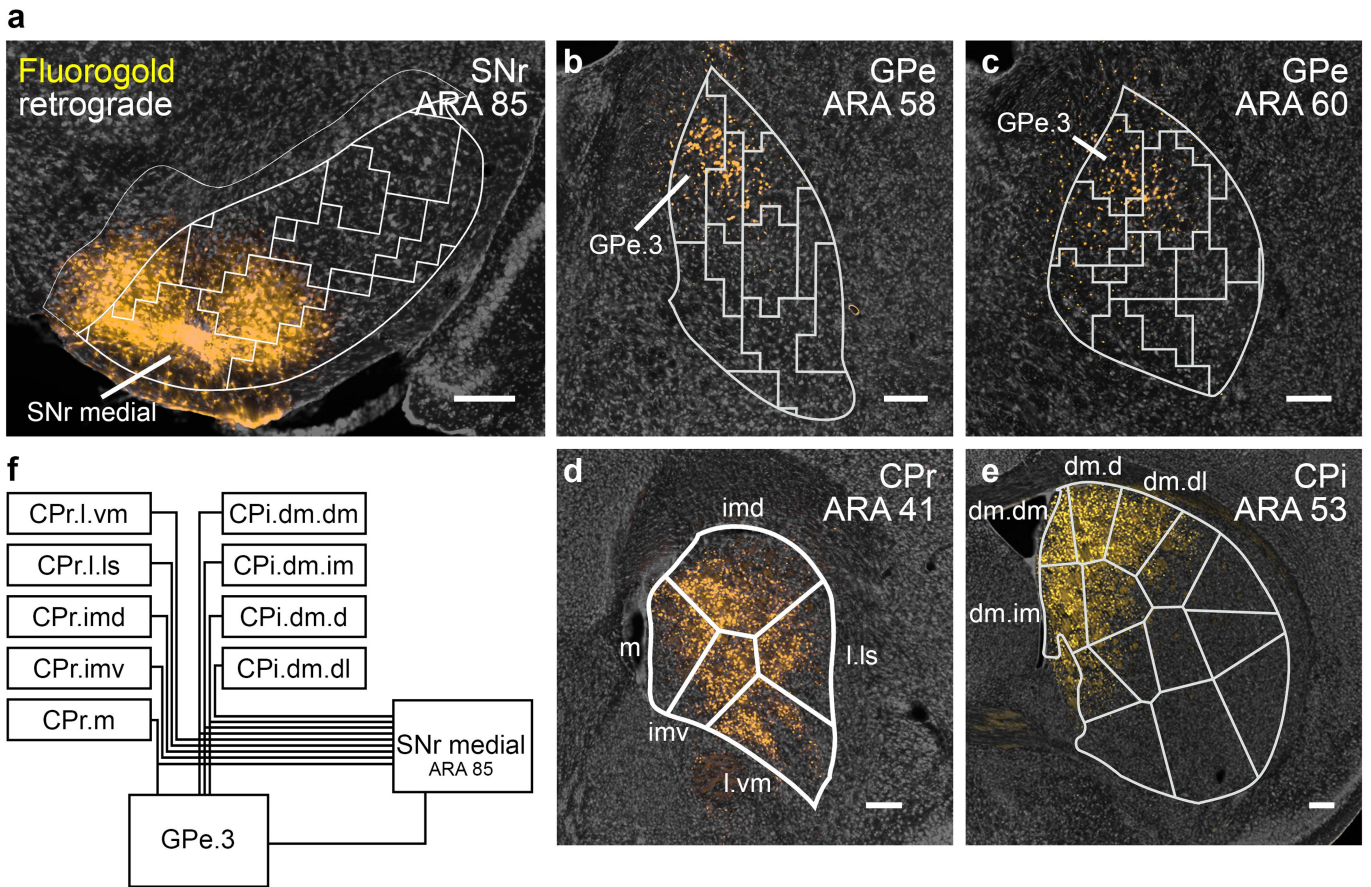 a
Fluorogold
retrograde
SNr
ARA 85
SNr medial
b
GPe
ARA 58
GPe.3
c
GPe
ARA 60
GPe.3
f
CPr.l.vm
CPr.l.ls
CPr.imd
CPr.imv
CPr.m
CPi.dm.dm
CPi.dm.im
CPi.dm.d
CPi.dm.dl
SNr medial
ARA 85
GPe.3
d
CPr
ARA 41
imd
m
l.ls
imv
l.vm
e
dm.d
dm.dl
CPi
ARA 53
dm.dm
dm.im